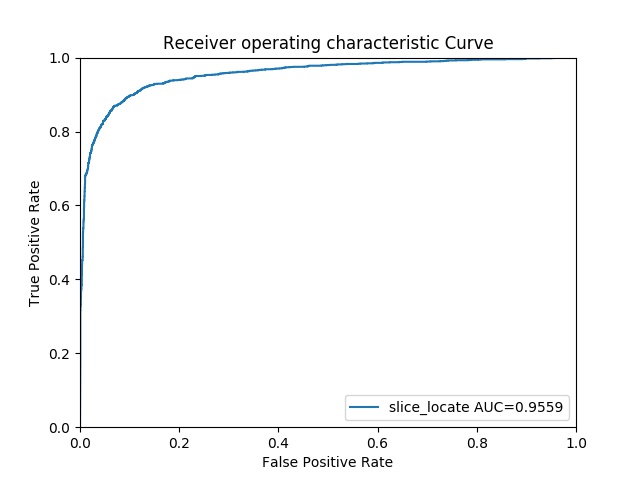 Receiver operating characteristic Curve
1.0
0.8
0.6
0.4
0.2
0.0
True Positive Rate
slice_locate AUC=0.9559
0.0 0.2 0.4 0.6 0.8 1.0
False Positive Rate